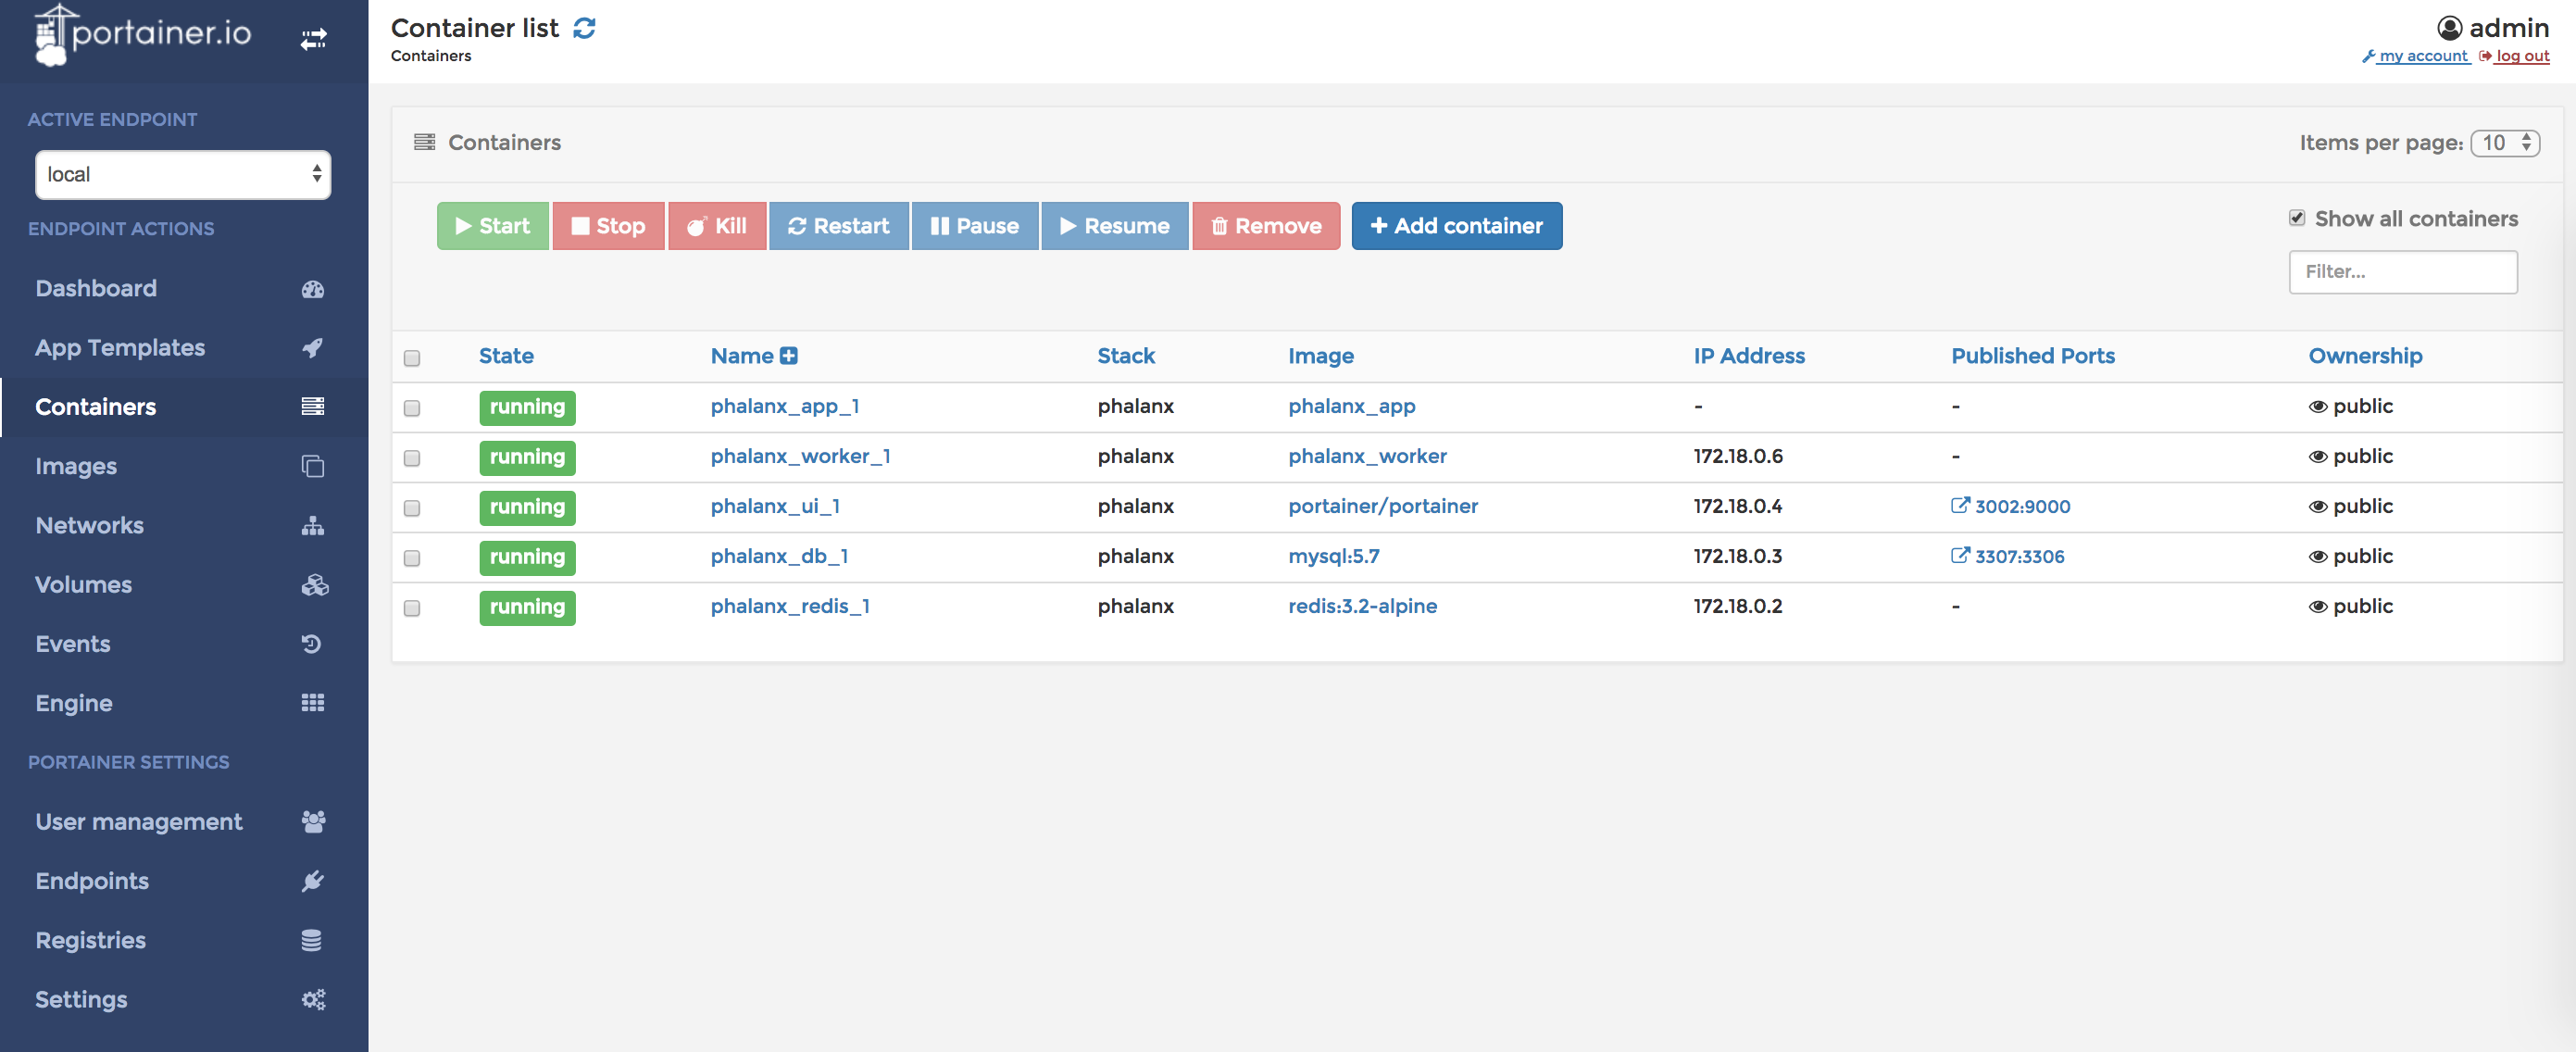 portainer.io
ACTIVE ENDPOINT
local
ENDPOINT ACTIONS
Dashboard
App Templates
Containers
Images
Networks
Volumes
Events
Engine
PORTAINER SETTINGS
User management
Endpoints
Registries
Settings
Container list
Containers
admin
my account log out
Containers
Items per page: 10
Start Stop Kill Restart Pause Resume Remove Add container
Show all containers
Filter...
State Name Stack Image IP Address Published Ports Ownership
running phalanx_app_1 phalanx phalanx_app - - public
running phalanx_worker_1 phalanx phalanx_worker 172.18.0.6 - public
running phalanx_ui_1 phalanx portainer/portainer 172.18.0.4 3002:9000 public
running phalanx_db_1 phalanx mysql:5.7 172.18.0.3 3307:3306 public
running phalanx_redis_1 phalanx redis:3.2-alpine 172.18.0.2 - public